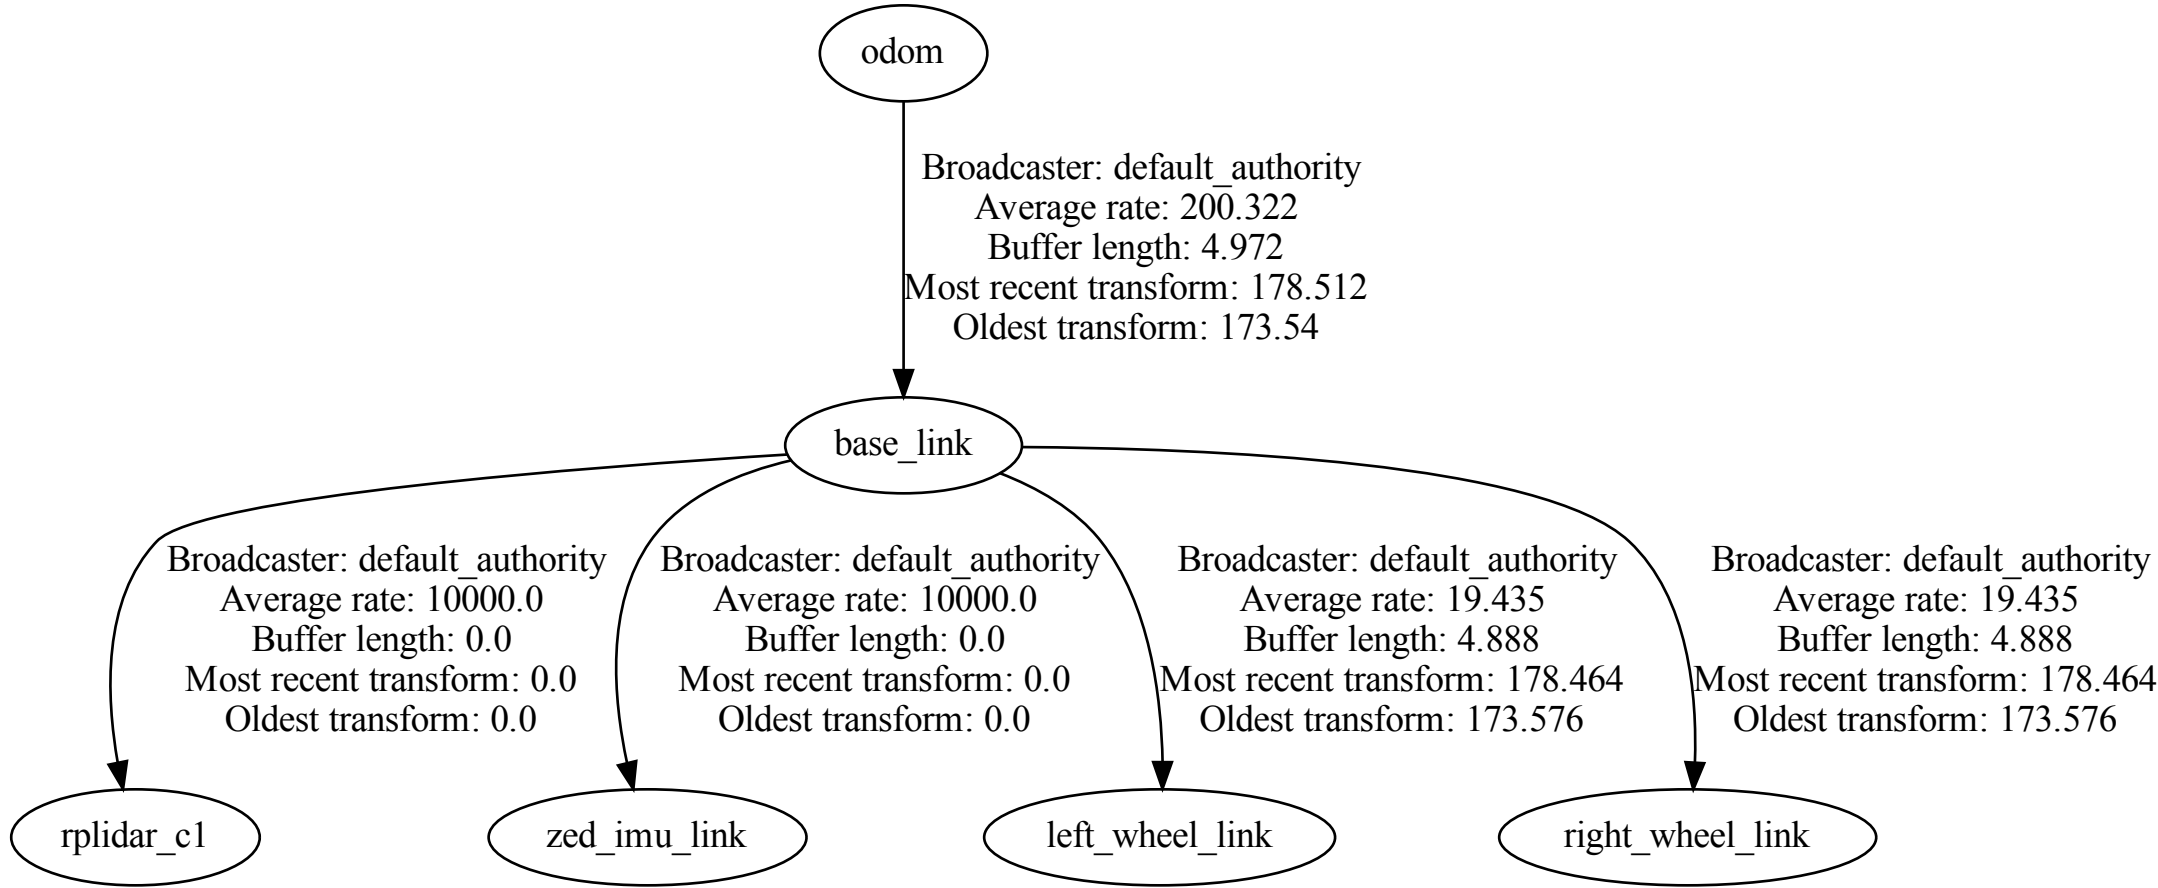 odom
Broadcaster: default_authority
Average rate: 200.322
Buffer length: 4.972
Most recent transform: 178.512
Oldest transform: 173.54
base_link
Broadcaster: default_authority
Average rate: 10000.0
Buffer length: 0.0
Most recent transform: 0.0
Oldest transform: 0.0
Broadcaster: default_authority
Average rate: 10000.0
Buffer length: 0.0
Most recent transform: 0.0
Oldest transform: 0.0
Broadcaster: default_authority
Average rate: 19.435
Buffer length: 4.888
Most recent transform: 178.464
Oldest transform: 173.576
Broadcaster: default_authority
Average rate: 19.435
Buffer length: 4.888
Most recent transform: 178.464
Oldest transform: 173.576
rplidar_c1
zed_imu_link
left_wheel_link
right_wheel_link